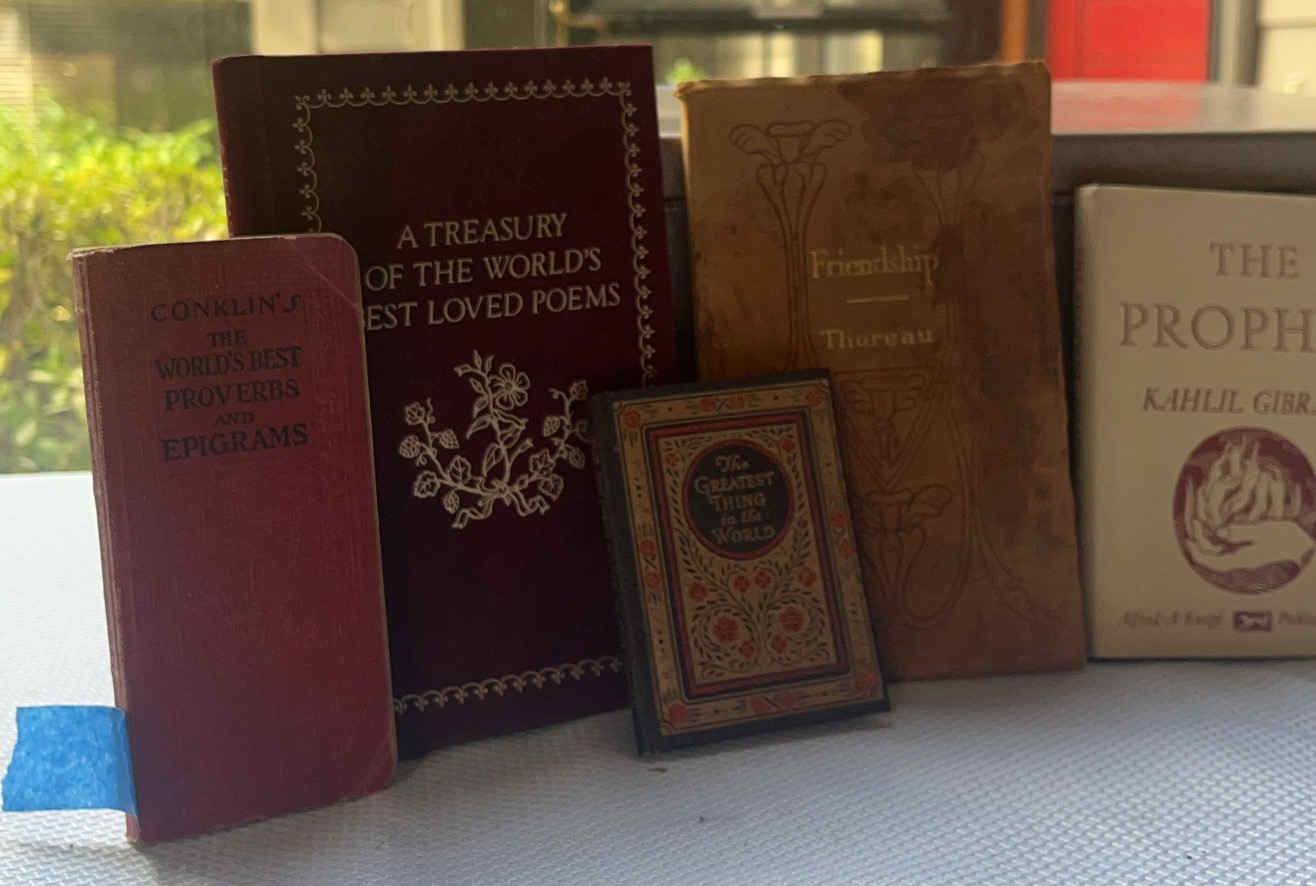 CONKLIN'S
THE
WORLD'S BEST
PROVERBS
AND
EPIGRAMS
A TREASURY
OF THE WORLD'S
EST LOVED POEMS
The
GREATEST
THING
in the
WORLD
Friendship
Thoreau
THE
PROPH
KAHLIL GIBR
Alfred A Knopf